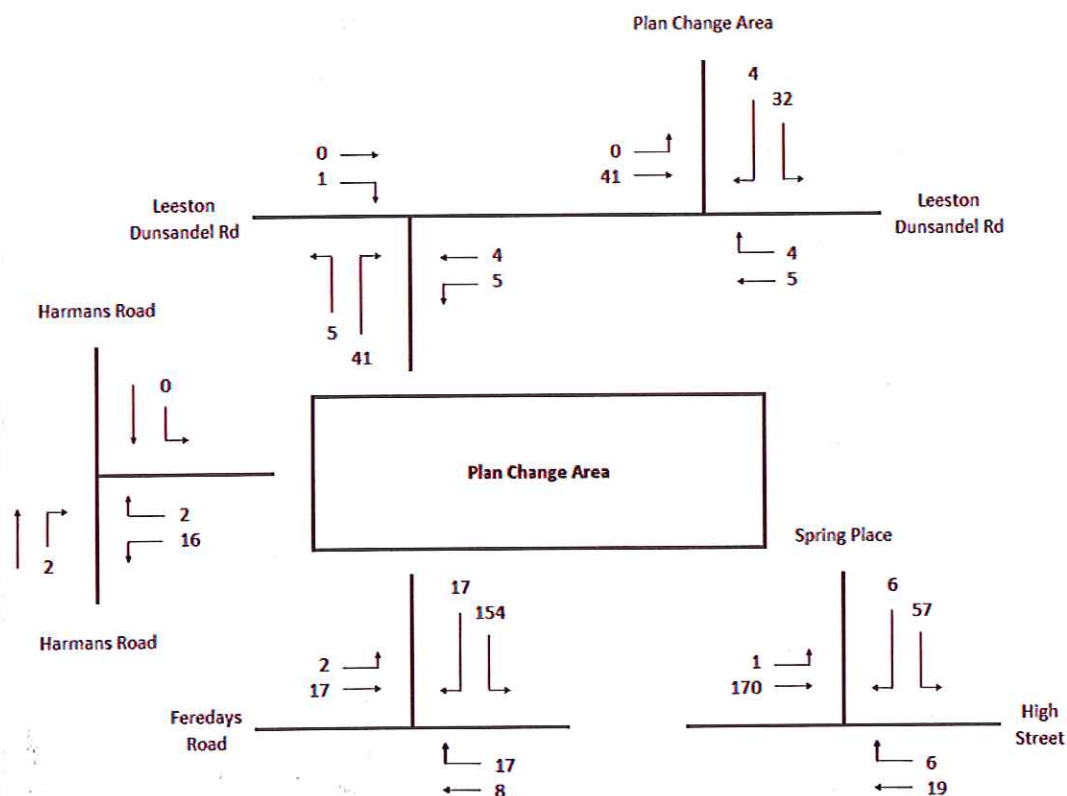 Plan Change Area
4
32
0
41
0
1
Leeston
Dunsandel Rd
Leeston
Dunsandel Rd
4
5
4
5
5
41
Harmans Road
0
2
16
2
Harmans Road
Plan Change Area
Spring Place
17
154
2
17
Feredays
Road
17
8
6
57
1
170
High
Street
6
19